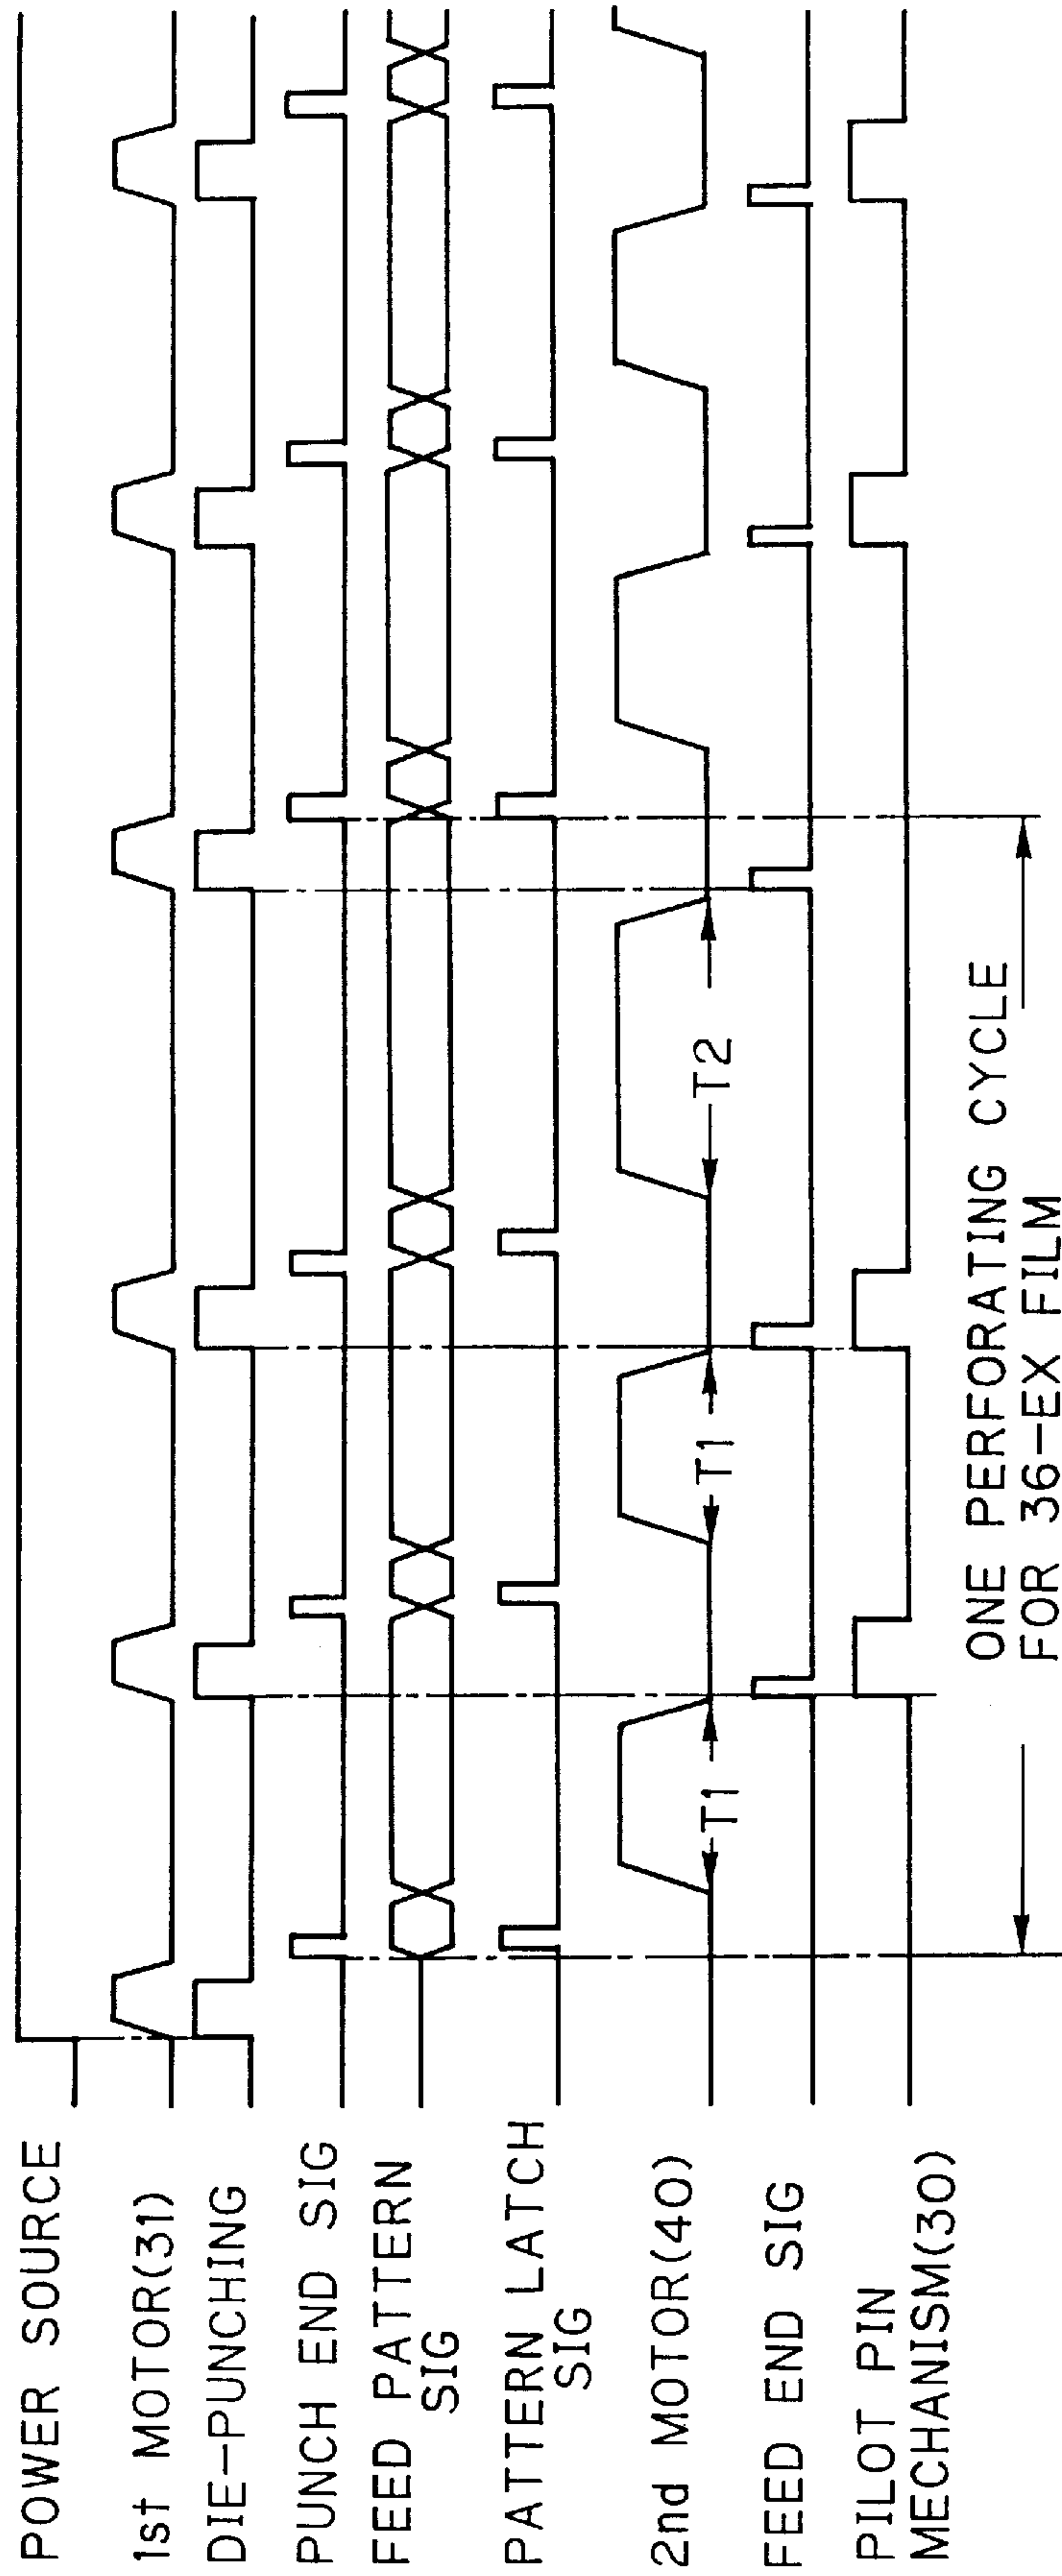 POWER SOURCE
1st MOTOR(31)
DIE-PUNCHING
PUNCH END SIG
FEED PATTERN
SIG
PATTERN LATCH
SIG
2nd MOTOR(40)
T1
T1
T2
FEED END SIG
PILOT PIN
MECHANISM(30)
ONE PERFORATING CYCLE
FOR 36-EX FILM